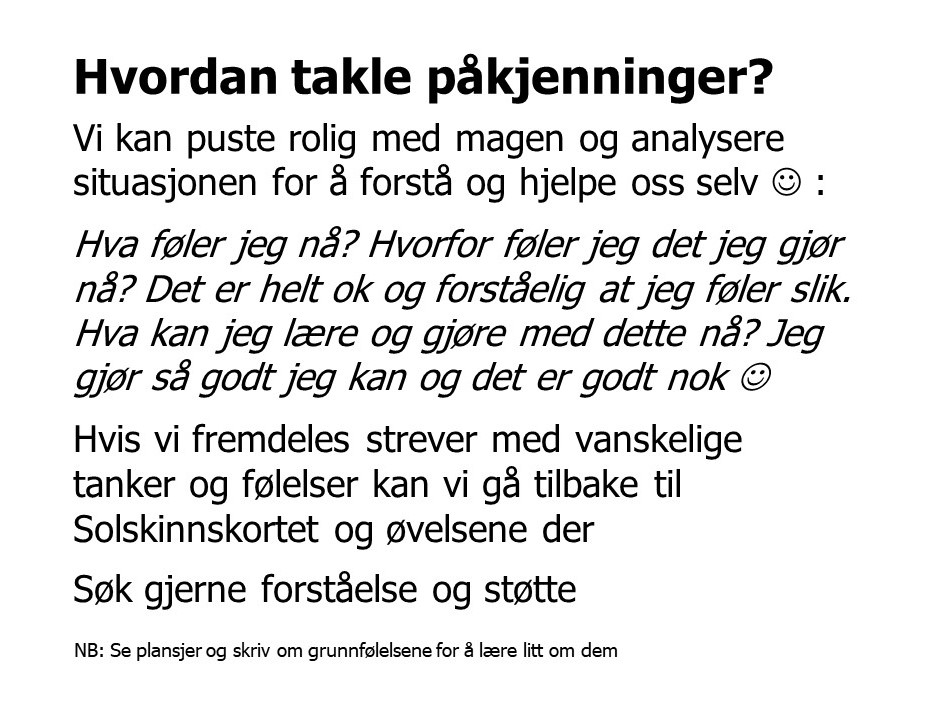 Hvordan takle påkjenninger?
Vi kan puste rolig med magen og analysere
situasjonen for å forstå og hjelpe oss selv ☺ :
Hva føler jeg nå? Hvorfor føler jeg det jeg gjør
nå? Det er helt ok og forståelig at jeg føler slik.
Hva kan jeg lære og gjøre med dette nå? Jeg
gjør så godt jeg kan og det er godt nok ☺
Hvis vi fremdeles strever med vanskelige
tanker og følelser kan vi gå tilbake til
Solskinnskortet og øvelsene der
Søk gjerne forståelse og støtte
NB: Se plansjer og skriv om grunnfølelsene for å lære litt om dem